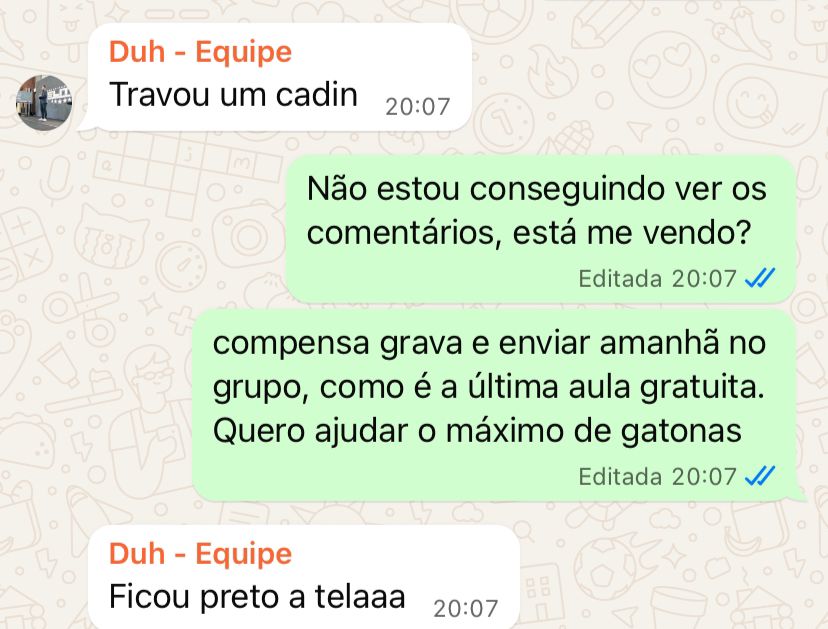 Duh - Equipe
Travou um cadin 20:07
Não estou conseguindo ver os
comentários, está me vendo?
Editada 20:07
compensa grava e enviar amanhã no
grupo, como é a última aula gratuita.
Quero ajudar o máximo de gatonas
Editada 20:07
Duh - Equipe
Ficou preto a telaaa 20:07